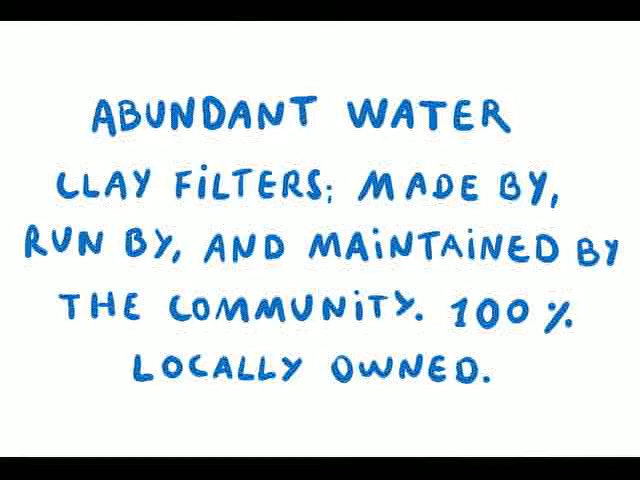 ABUNDANT WATER
CLAY FiLTERS; MADE BY,
RUN BY, AND MAiNTAiNED BY
THE COMMUNiTY. 100%
LOCALLY OWNED.